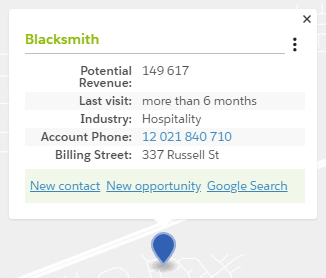 Blacksmith
Potential Revenue: 149 617
Last visit: more than 6 months
Industry: Hospitality
Account Phone: 12 021 840 710
Billing Street: 337 Russell St
New contact New opportunity Google Search